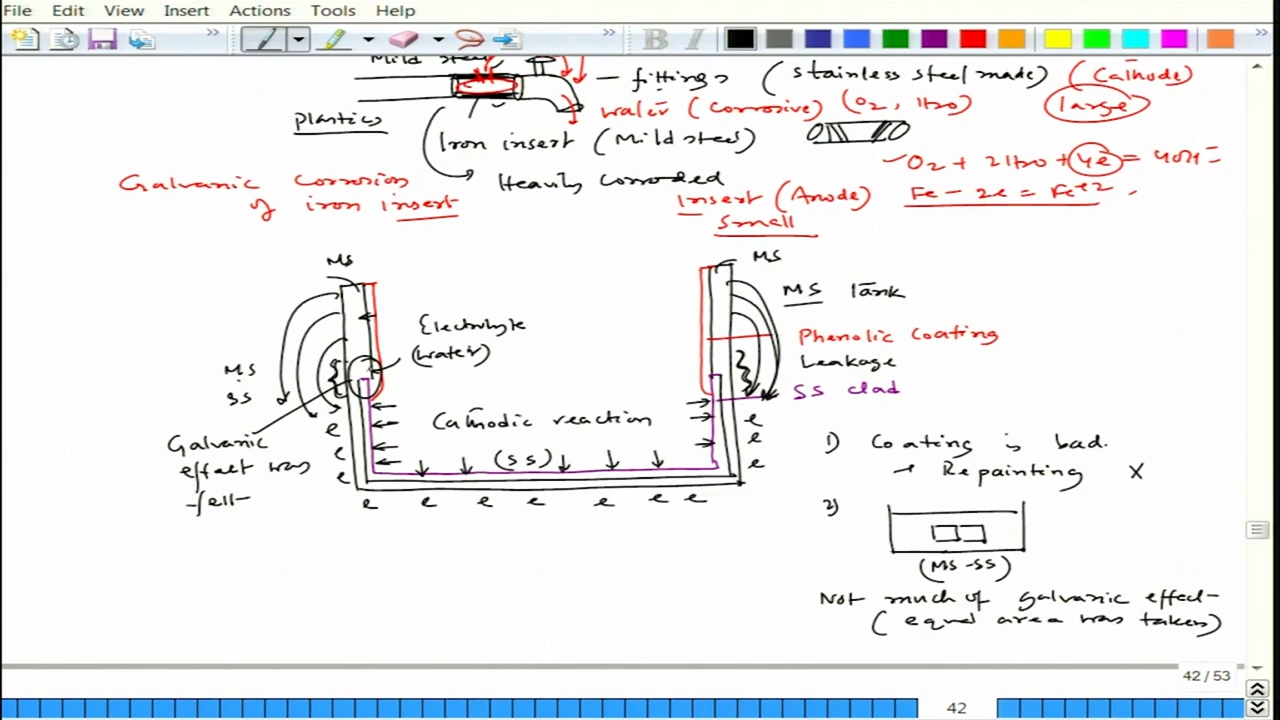 File Edit View Insert Actions Tools Help
Mild steel
fittings (stainless steel made) (Cathode)
water (corrosive) (O2, H2O) large
plastics
Iron insert (Mild steel)
O2 + 2H2O + 4e = 4OH-
Heavily corroded
Galvanic corrosion
of iron insert
Insert (Anode) Fe - 2e = Fe+2
Small
MS
MS
MS tank
Electrolyte
(water)
Phenolic coating
Leakage
SS clad
MS
SS
Cathodic reaction
(SS)
Galvanic
effect was
felt
e
e
e
e
e
e
e e e e e e e
1) Coating is bad.
→ Repainting X
2)
(MS-SS)
Not much of galvanic effect-
(equal area was taken)
42 / 53
42